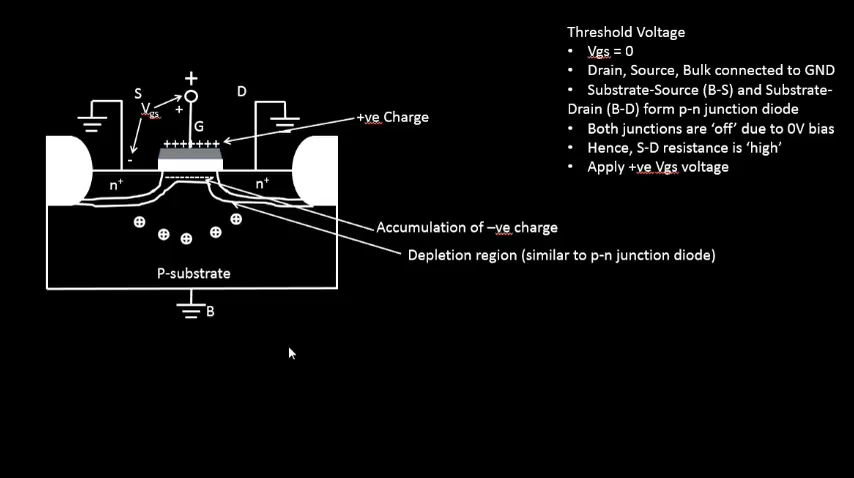 Threshold Voltage
• Vgs = 0
• Drain, Source, Bulk connected to GND
• Substrate-Source (B-S) and Substrate-
Drain (B-D) form p-n junction diode
• Both junctions are ‘off’ due to 0V bias
• Hence, S-D resistance is ‘high’
• Apply +ve Vgs voltage
+
S
D
Vgs
+
G
+++++++
+ve Charge
-
n+
n+
Accumulation of –ve charge
Depletion region (similar to p-n junction diode)
P-substrate
B